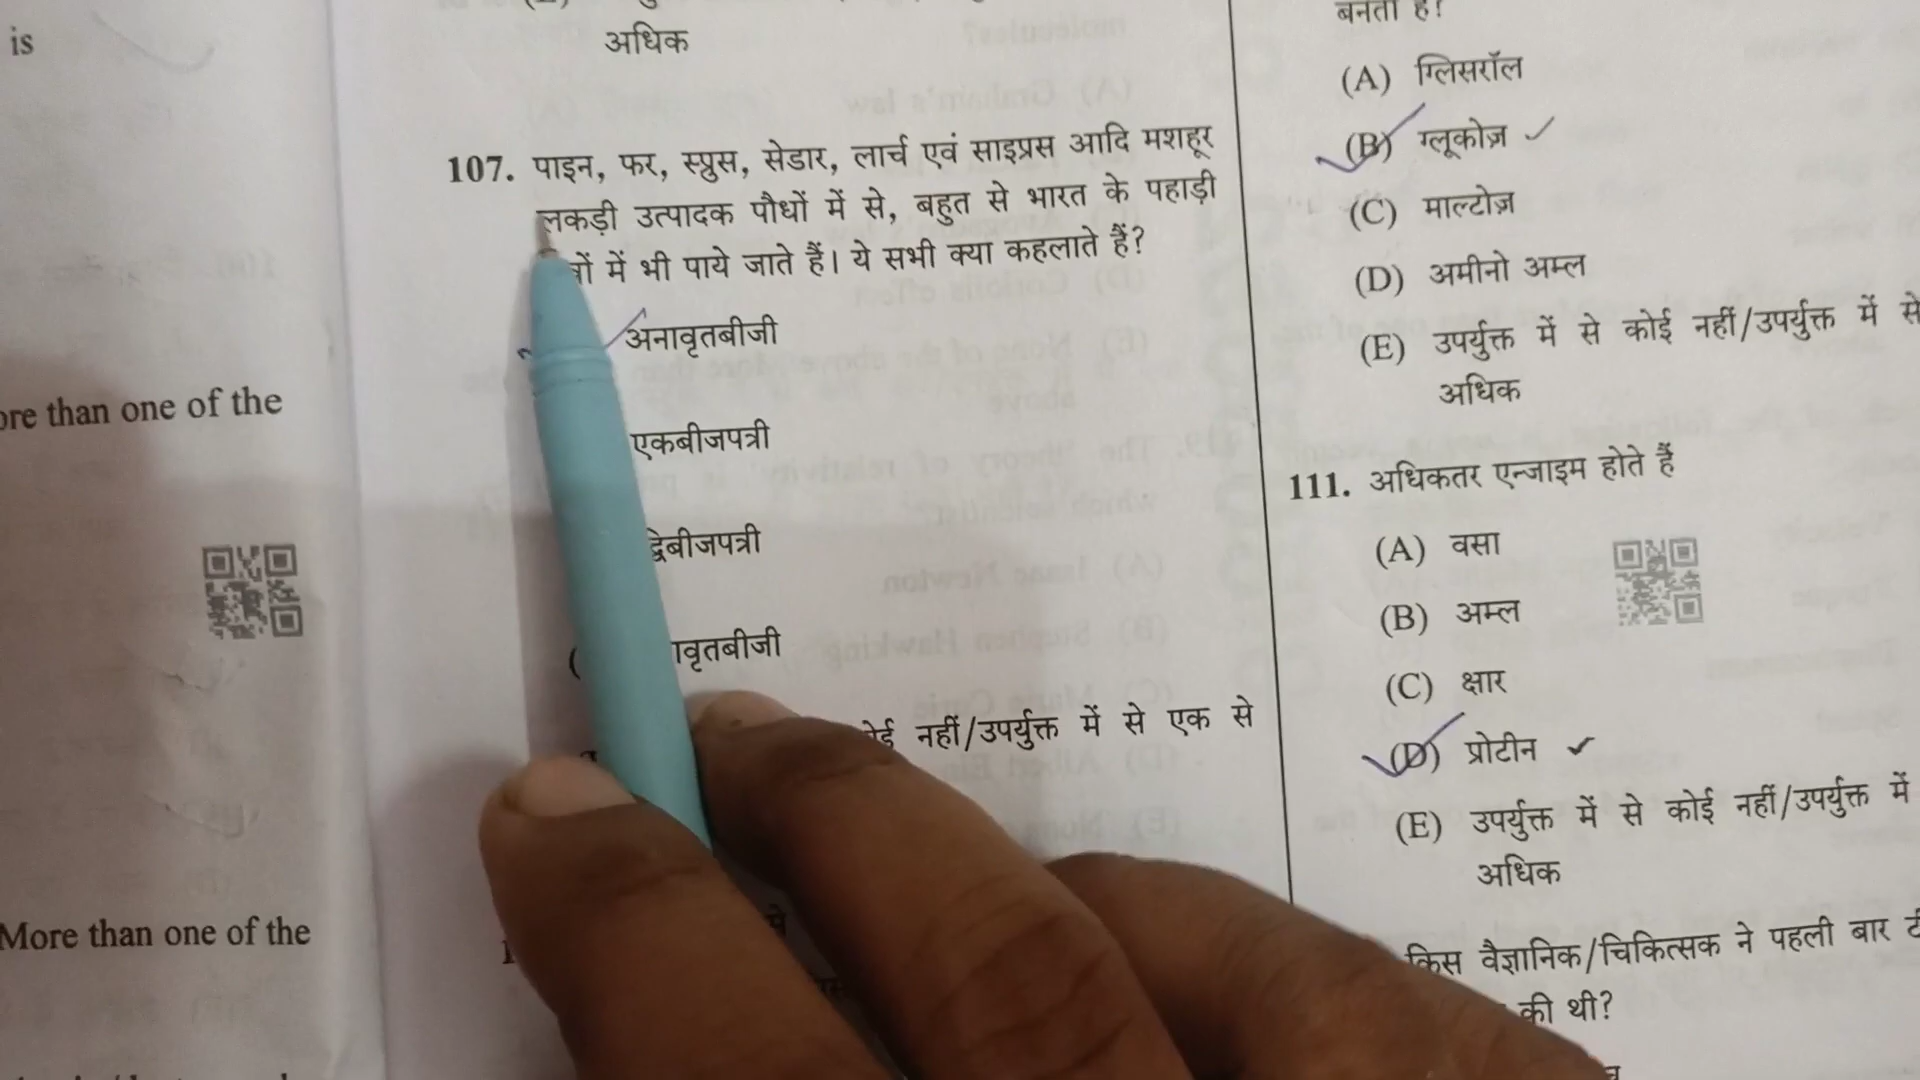 is
ore than one of the
More than one of the
अधिक
107. पाइन, फर, स्प्रुस, सेडार, लार्च एवं साइप्रस आदि मशहूर
लकड़ी उत्पादक पौधों में से, बहुत से भारत के पहाड़ी
में भी पाये जाते हैं। ये सभी क्या कहलाते हैं?
अनावृतबीजी
एकबीजपत्री
द्विबीजपत्री
नहीं/उपर्युक्त में से एक से
बनता है?
(A) ग्लिसरॉल
(B) ग्लूकोज़
(C) माल्टोज़
(D) अमीनो अम्ल
(E) उपर्युक्त में से कोई नहीं/उपर्युक्त में से
अधिक
111. अधिकतर एन्जाइम होते हैं
(A) वसा
(B) अम्ल
(C) क्षार
(D) प्रोटीन
(E) उपर्युक्त में से कोई नहीं/उपर्युक्त में
अधिक
किस वैज्ञानिक/चिकित्सक ने पहली बार
की थी?